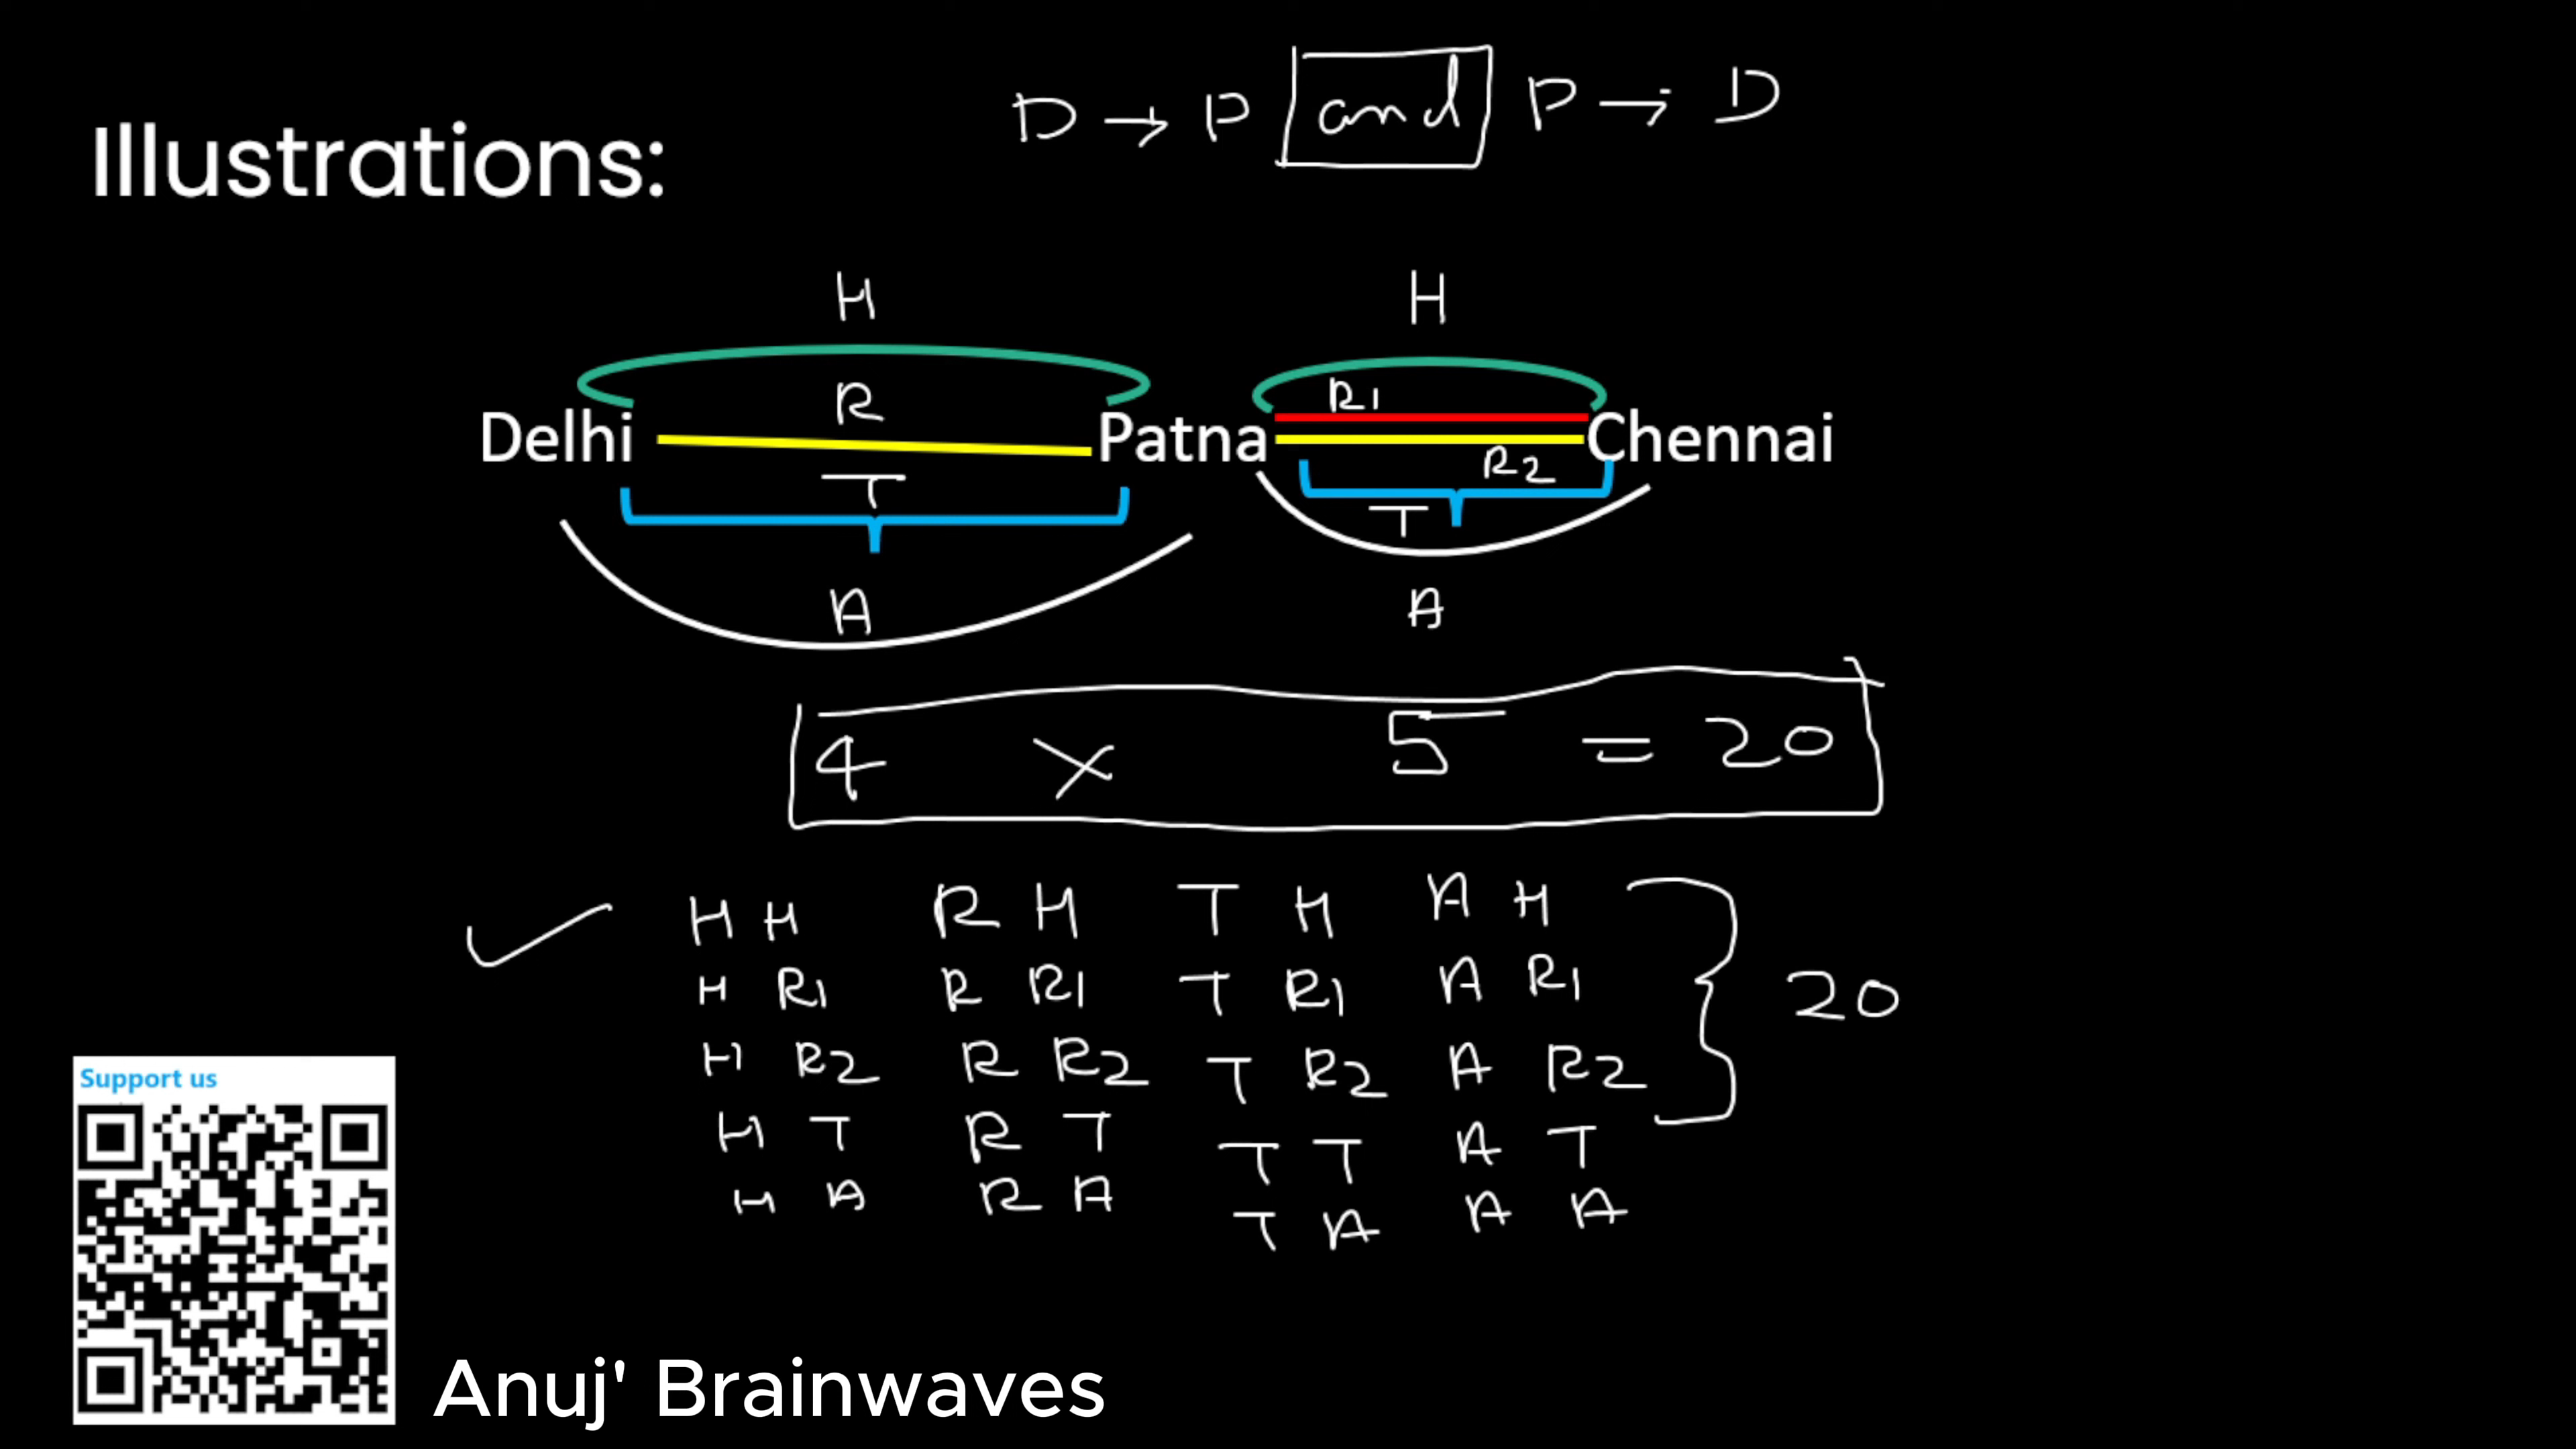 D → P and P → D
Illustrations:
H H
R R1
Delhi Patna Chennai
R2
T T
A A
4 × 5 = 20
H H R H T H A H
H R1 R R1 T R1 A R1 20
H R2 R R2 T R2 A R2
H T R T T T A T
H A R A T A A A
Support us
Anuj' Brainwaves